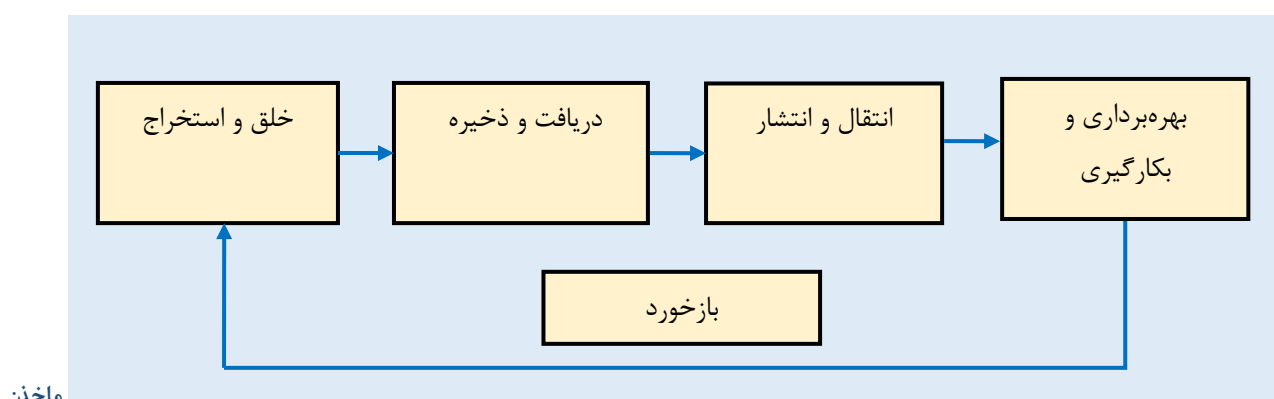 خلق و استخراج
دریافت و ذخیره
انتقال و انتشار
بهره‌برداری و
بکارگیری
بازخورد